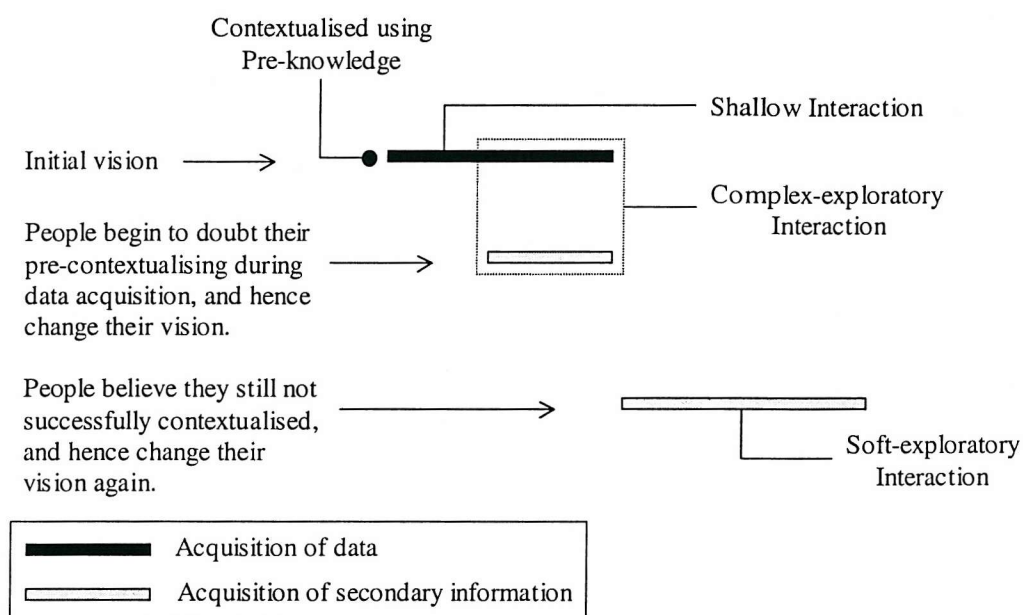 Contextualised using
Pre-knowledge
Shallow Interaction
Initial vision
Complex-exploratory
Interaction
People begin to doubt their
pre-contextualising during
data acquisition, and hence
change their vision.
People believe they still not
successfully contextualised,
and hence change their
vision again.
Soft-exploratory
Interaction
Acquisition of data
Acquisition of secondary information